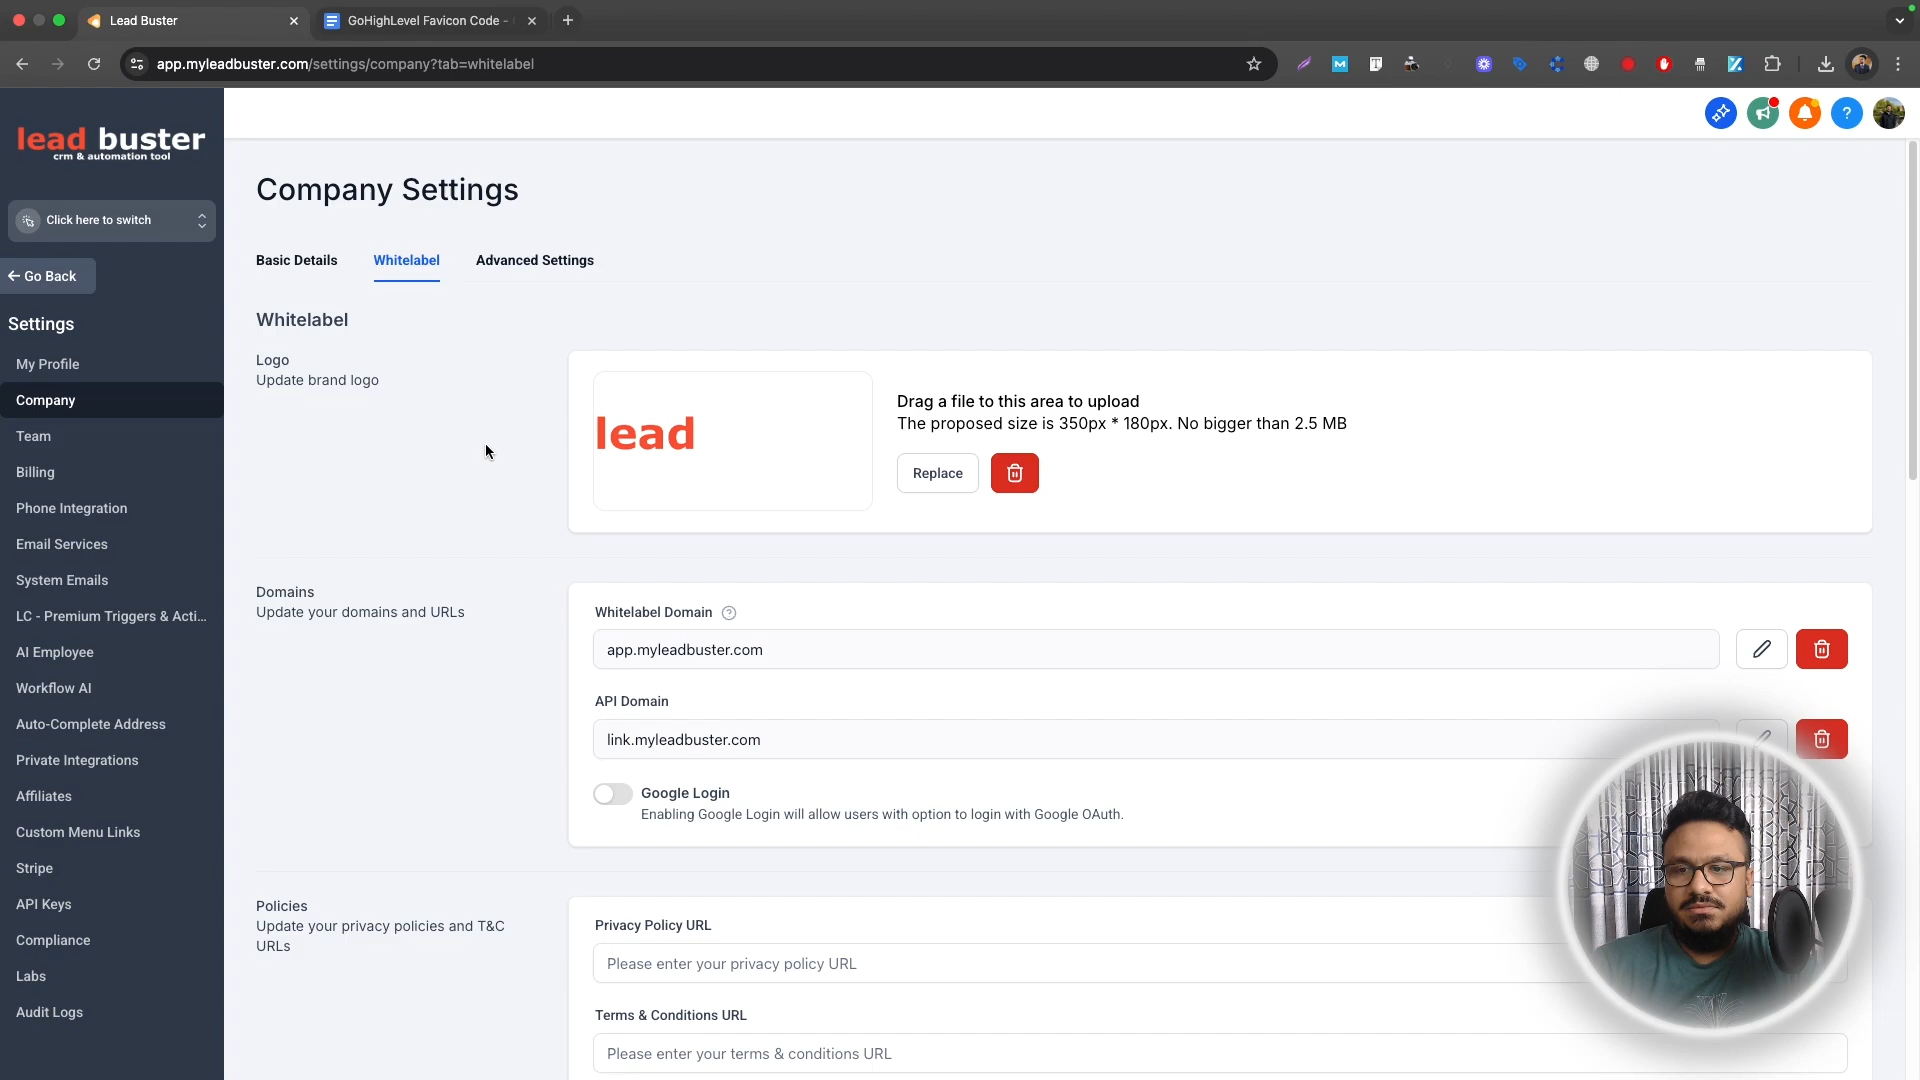 Lead Buster
GoHighLevel Favicon Code -
app.myleadbuster.com/settings/company?tab=whitelabel
lead buster
crm & automation tool
Click here to switch
Go Back
Settings
My Profile
Company
Team
Billing
Phone Integration
Email Services
System Emails
LC - Premium Triggers & Acti...
AI Employee
Workflow AI
Auto-Complete Address
Private Integrations
Affiliates
Custom Menu Links
Stripe
API Keys
Compliance
Labs
Audit Logs
Company Settings
Basic Details
Whitelabel
Advanced Settings
Whitelabel
Logo
Update brand logo
lead
Drag a file to this area to upload
The proposed size is 350px * 180px. No bigger than 2.5 MB
Replace
Domains
Update your domains and URLs
Whitelabel Domain
app.myleadbuster.com
API Domain
link.myleadbuster.com
Google Login
Enabling Google Login will allow users with option to login with Google OAuth.
Policies
Update your privacy policies and T&C
URLs
Privacy Policy URL
Please enter your privacy policy URL
Terms & Conditions URL
Please enter your terms & conditions URL